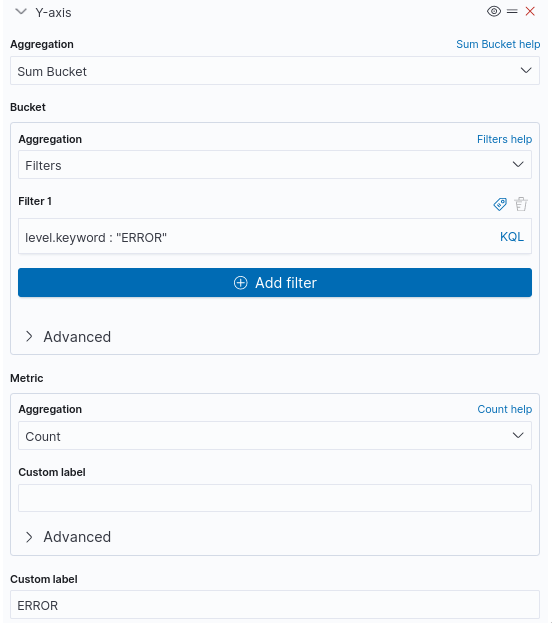 Y-axis
Aggregation Sum Bucket help
Sum Bucket
Bucket
Aggregation Filters help
Filters
Filter 1
level.keyword : "ERROR" KQL
Add filter
Advanced
Metric
Aggregation Count help
Count
Custom label
Advanced
Custom label
ERROR